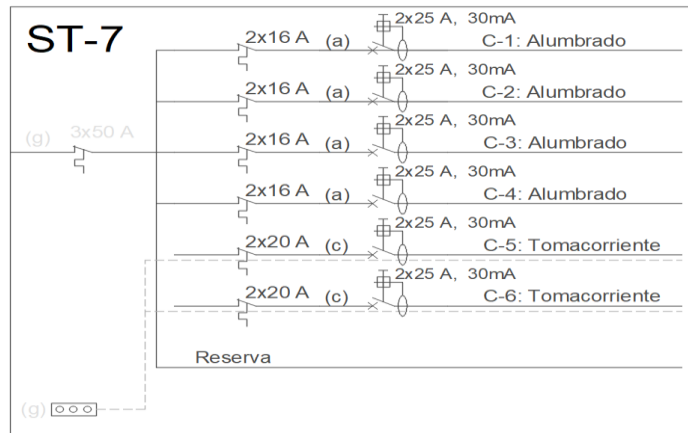 ST-7
2x16 A (a) 2x25 A, 30mA C-1: Alumbrado
2x16 A (a) 2x25 A, 30mA C-2: Alumbrado
(g) 3x50 A 2x16 A (a) 2x25 A, 30mA C-3: Alumbrado
2x16 A (a) 2x25 A, 30mA C-4: Alumbrado
2x20 A (c) 2x25 A, 30mA C-5: Tomacorriente
2x20 A (c) 2x25 A, 30mA C-6: Tomacorriente
Reserva
(g)